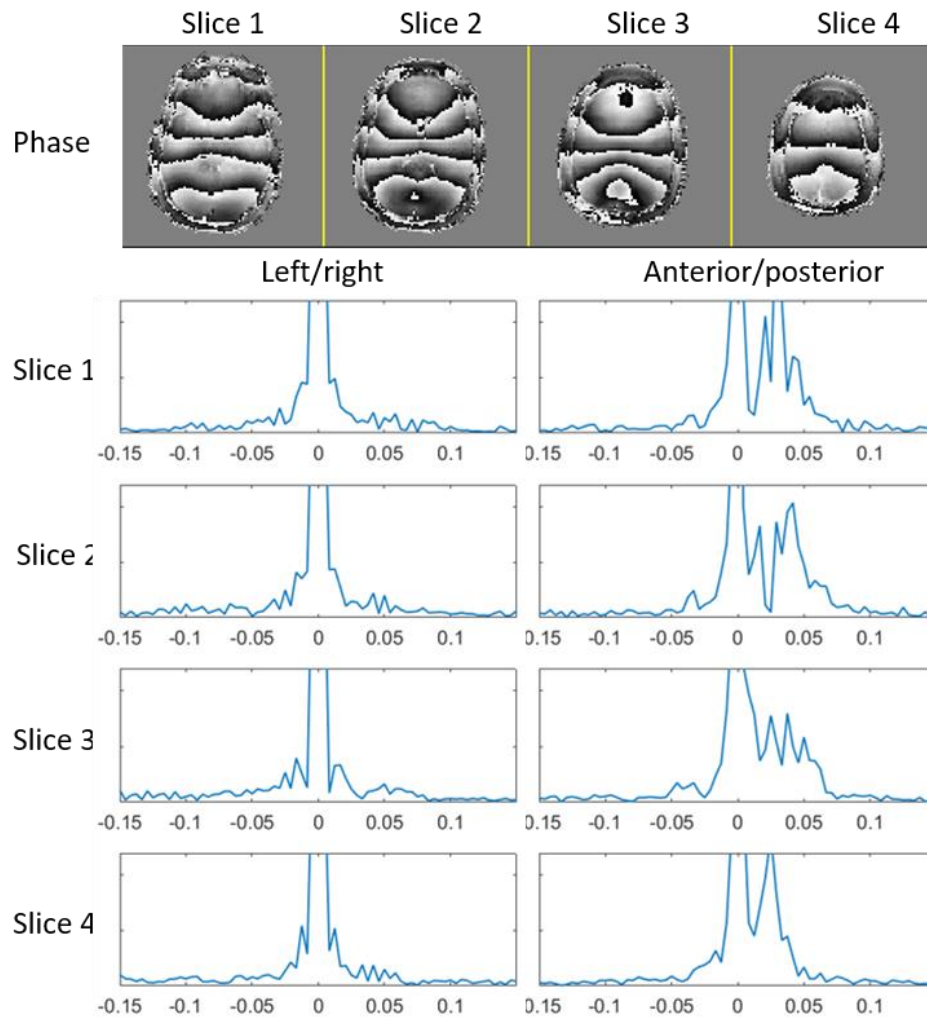 Slice 1 Slice 2 Slice 3 Slice 4
Phase
Left/right Anterior/posterior
Slice 1
-0.15 -0.1 -0.05 0 0.05 0.1 0.15 -0.1 -0.05 0 0.05 0.1
Slice 2
-0.15 -0.1 -0.05 0 0.05 0.1 0.15 -0.1 -0.05 0 0.05 0.1
Slice 3
-0.15 -0.1 -0.05 0 0.05 0.1 0.15 -0.1 -0.05 0 0.05 0.1
Slice 4
-0.15 -0.1 -0.05 0 0.05 0.1 0.15 -0.1 -0.05 0 0.05 0.1